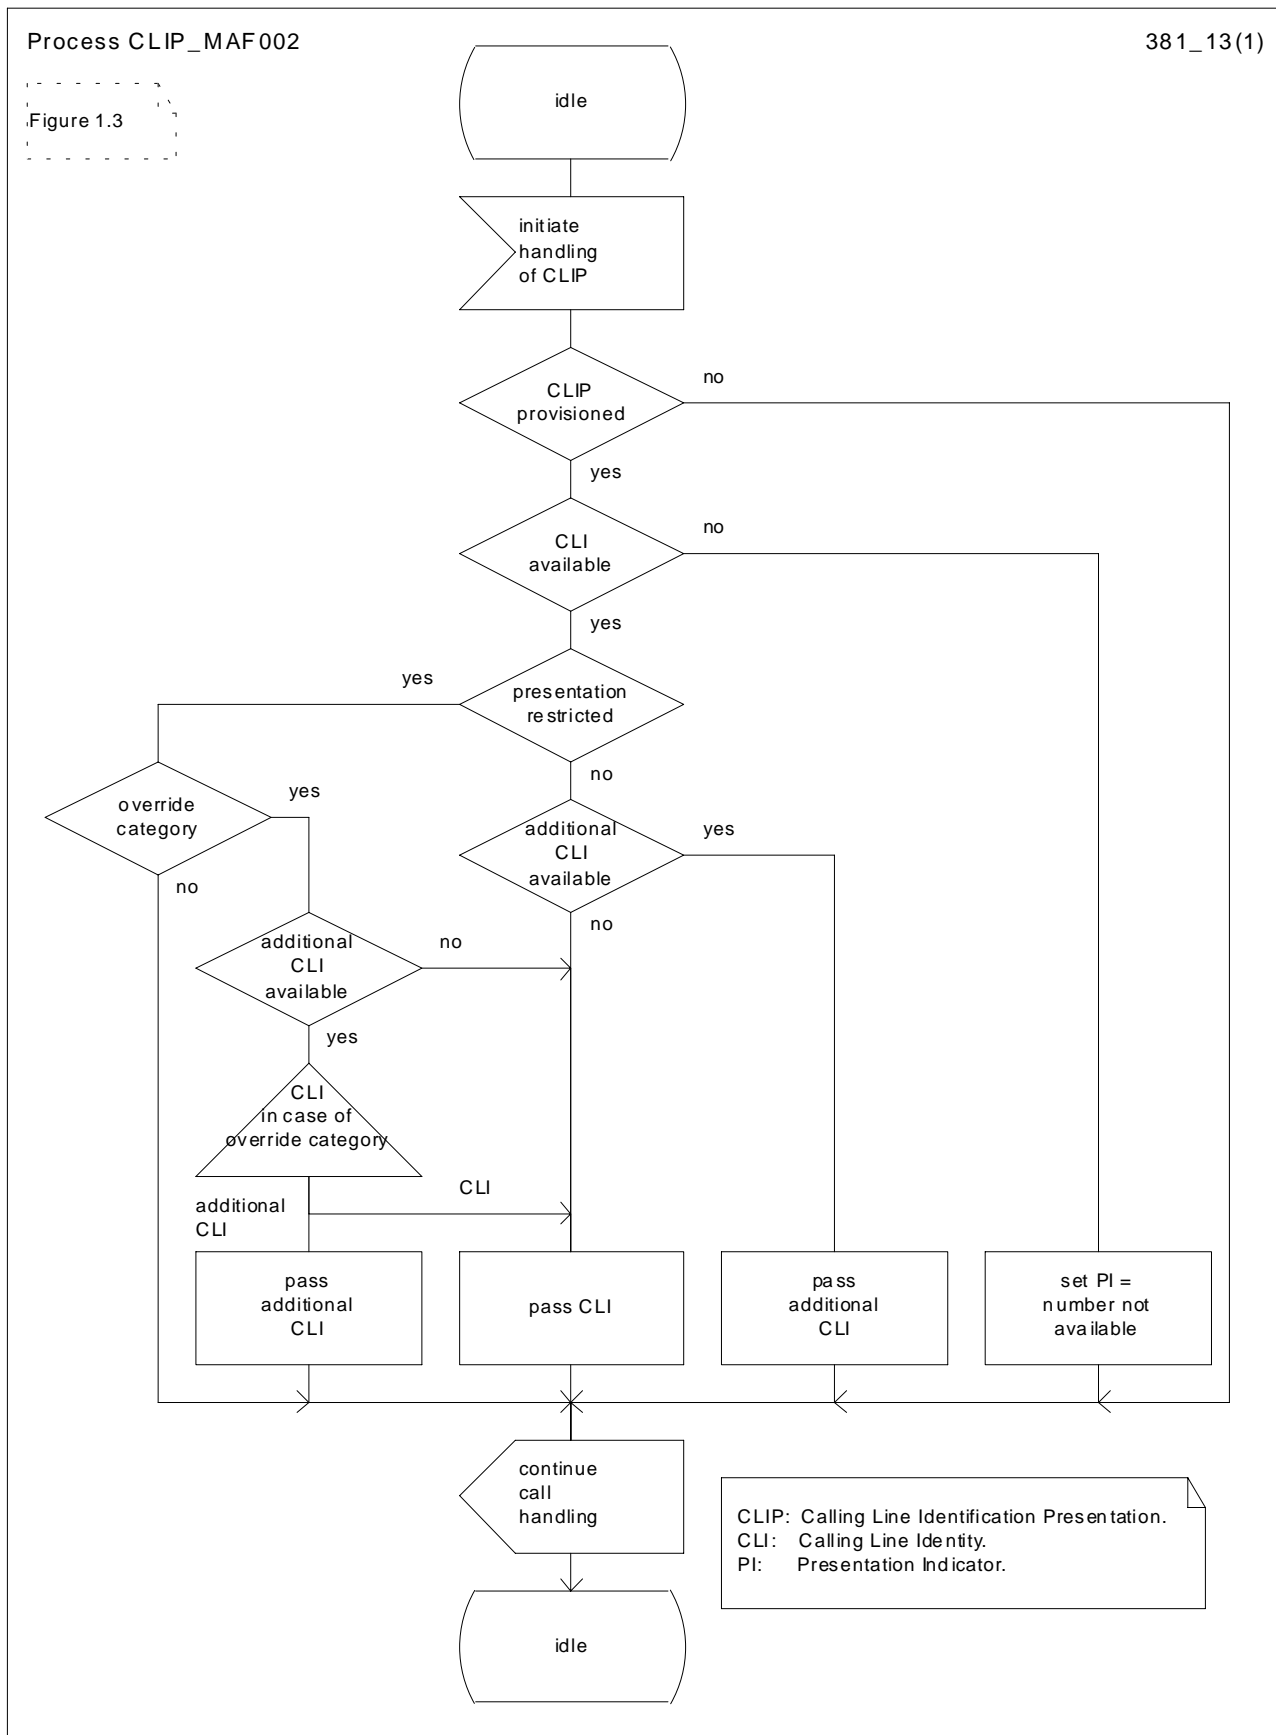 Process CLIP_MAF002
381_13(1)
Figure 1.3
idle
initiate
handling
of CLIP
CLIP
provisioned
no
yes
CLI
available
no
yes
presentation
restricted
yes
no
override
category
yes
no
additional
CLI
available
yes
no
additional
CLI
available
no
yes
CLI
in case of
override category
additional
CLI
CLI
pass
additional
CLI
pass CLI
pass
additional
CLI
set PI =
number not
available
continue
call
handling
CLIP: Calling Line Identification Presentation.
CLI: Calling Line Identity.
PI: Presentation Indicator.
idle